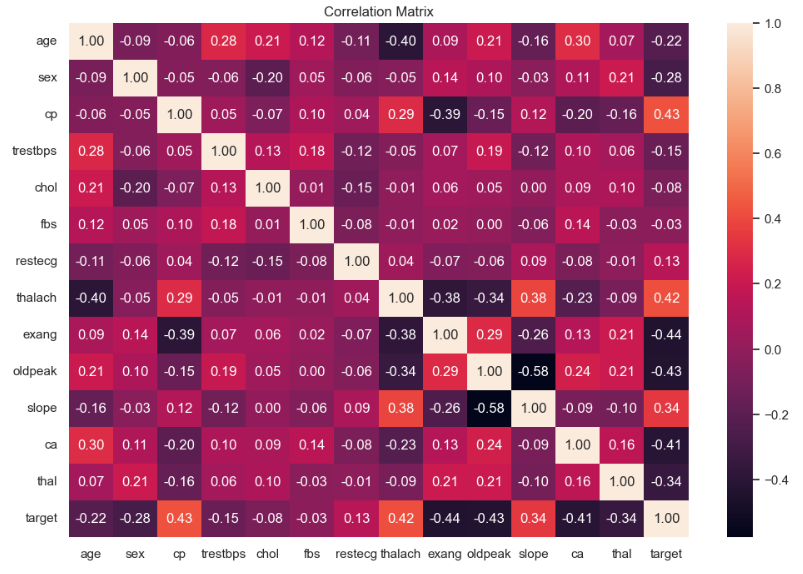 Correlation Matrix
age 1.00 -0.09 -0.06 0.28 0.21 0.12 -0.11 -0.40 0.09 0.21 -0.16 0.30 0.07 -0.22
sex -0.09 1.00 -0.05 -0.06 -0.20 0.05 -0.06 -0.05 0.14 0.10 -0.03 0.11 0.21 -0.28
cp -0.06 -0.05 1.00 0.05 -0.07 0.10 0.04 0.29 -0.39 -0.15 0.12 -0.20 -0.16 0.43
trestbps 0.28 -0.06 0.05 1.00 0.13 0.18 -0.12 -0.05 0.07 0.19 -0.12 0.10 0.06 -0.15
chol 0.21 -0.20 -0.07 0.13 1.00 0.01 -0.15 -0.01 0.06 0.05 0.00 0.09 0.10 -0.08
fbs 0.12 0.05 0.10 0.18 0.01 1.00 -0.08 -0.01 0.02 0.00 -0.06 0.14 -0.03 -0.03
restecg -0.11 -0.06 0.04 -0.12 -0.15 -0.08 1.00 0.04 -0.07 -0.06 0.09 -0.08 -0.01 0.13
thalach -0.40 -0.05 0.29 -0.05 -0.01 -0.01 0.04 1.00 -0.38 -0.34 0.38 -0.23 -0.09 0.42
exang 0.09 0.14 -0.39 0.07 0.06 0.02 -0.07 -0.38 1.00 0.29 -0.26 0.13 0.21 -0.44
oldpeak 0.21 0.10 -0.15 0.19 0.05 0.00 -0.06 -0.34 0.29 1.00 -0.58 0.24 0.21 -0.43
slope -0.16 -0.03 0.12 -0.12 0.00 -0.06 0.09 0.38 -0.26 -0.58 1.00 -0.09 -0.10 0.34
ca 0.30 0.11 -0.20 0.10 0.09 0.14 -0.08 -0.23 0.13 0.24 -0.09 1.00 0.16 -0.41
thal 0.07 0.21 -0.16 0.06 0.10 -0.03 -0.01 -0.09 0.21 0.21 -0.10 0.16 1.00 -0.34
target -0.22 -0.28 0.43 -0.15 -0.08 -0.03 0.13 0.42 -0.44 -0.43 0.34 -0.41 -0.34 1.00
age sex cp trestbps chol fbs restecg thalach exang oldpeak slope ca thal target
1.0
0.8
0.6
0.4
0.2
0.0
−0.2
−0.4